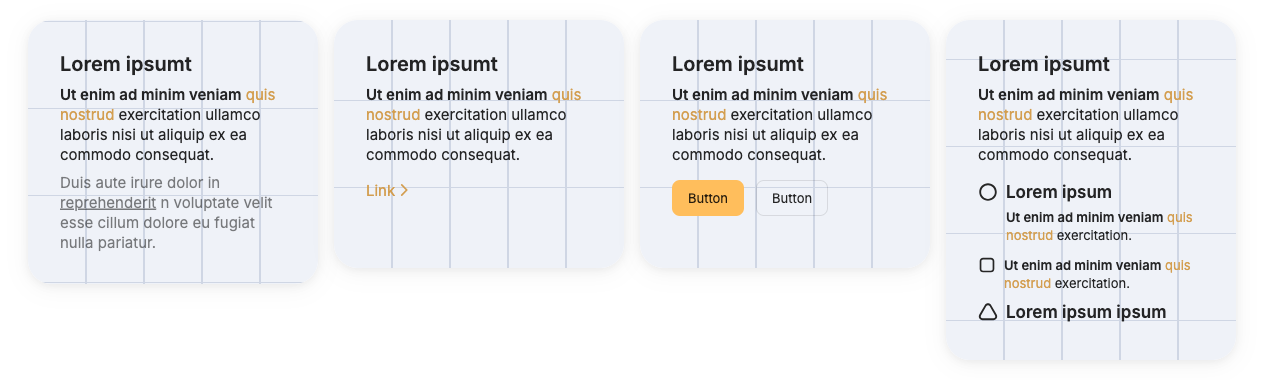 Lorem ipsumt
Ut enim ad minim veniam quis
nostrud exercitation ullamco
laboris nisi ut aliquip ex ea
commodo consequat.
Duis aute irure dolor in
reprehenderit n voluptate velit
esse cillum dolore eu fugiat
nulla pariatur.
Lorem ipsumt
Ut enim ad minim veniam quis
nostrud exercitation ullamco
laboris nisi ut aliquip ex ea
commodo consequat.
Link
Lorem ipsumt
Ut enim ad minim veniam quis
nostrud exercitation ullamco
laboris nisi ut aliquip ex ea
commodo consequat.
Button
Button
Lorem ipsumt
Ut enim ad minim veniam quis
nostrud exercitation ullamco
laboris nisi ut aliquip ex ea
commodo consequat.
Lorem ipsum
Ut enim ad minim veniam quis
nostrud exercitation.
Ut enim ad minim veniam quis
nostrud exercitation.
Lorem ipsum ipsum